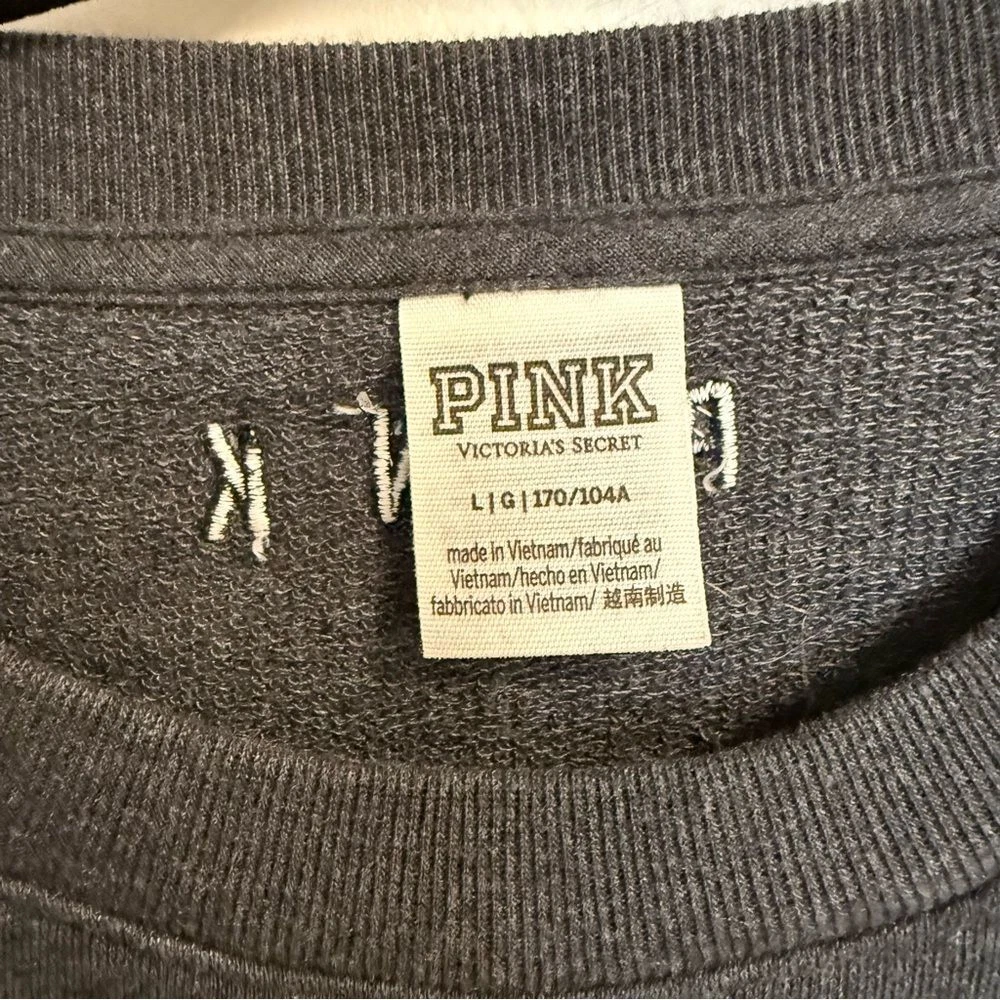 PINK
VICTORIA'S SECRET
L | G | 170/104A
made in Vietnam/fabriqué au
Vietnam/hecho en Vietnam/
fabbricato in Vietnam/ 越南制造